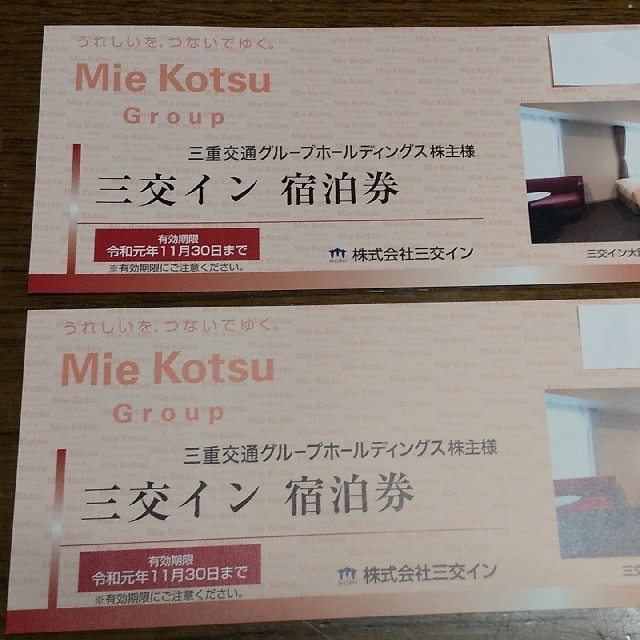 うれしいを、つないでゆく。
Mie Kotsu
Group
三重交通グループホールディングス株主様
三交イン 宿泊券
有効期限
令和元年11月30日まで
※有効期限にご注意ください。
株式会社三交イン
三交イン大
うれしいを、つないでゆく。
Mie Kotsu
Group
三重交通グループホールディングス株主様
三交イン 宿泊券
有効期限
令和元年11月30日まで
※有効期限にご注意ください。
株式会社三交イン
三交